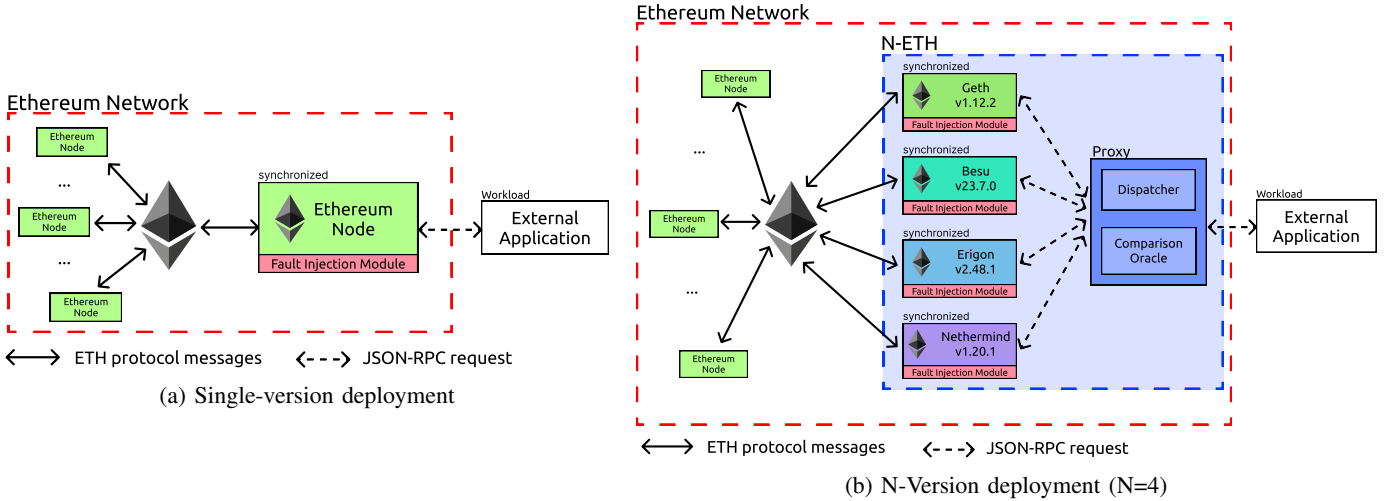 Ethereum Network
Ethereum
Node
...
Ethereum
Node
...
Ethereum
Node
synchronized
Ethereum
Node
Fault Injection Module
Workload
External
Application
ETH protocol messages
JSON-RPC request
(a) Single-version deployment
Ethereum Network
Ethereum
Node
...
Ethereum
Node
...
Ethereum
Node
N-ETH
synchronized
Geth
v1.12.2
Fault Injection Module
synchronized
Besu
v23.7.0
Fault Injection Module
synchronized
Erigon
v2.48.1
Fault Injection Module
synchronized
Nethermind
v1.20.1
Fault Injection Module
Proxy
Dispatcher
Comparison
Oracle
Workload
External
Application
ETH protocol messages
JSON-RPC request
(b) N-Version deployment (N=4)